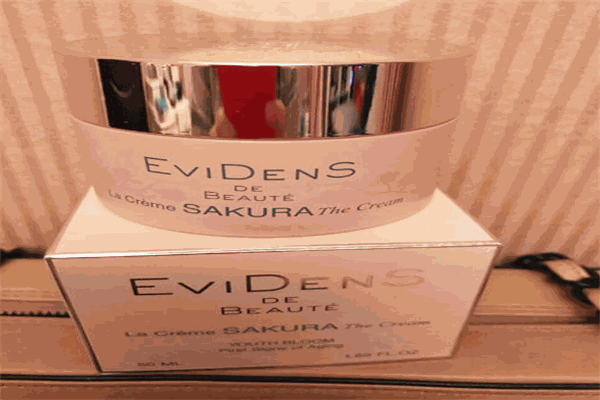 EviDenS
DE
BEAUTÉ
La Crème SAKURA The Cream
EviDenS
DE
BEAUTÉ
La Crème SAKURA The Cream
YOUTH BLOOM
First Signs of Aging
50 ML 1.69 FL.OZ